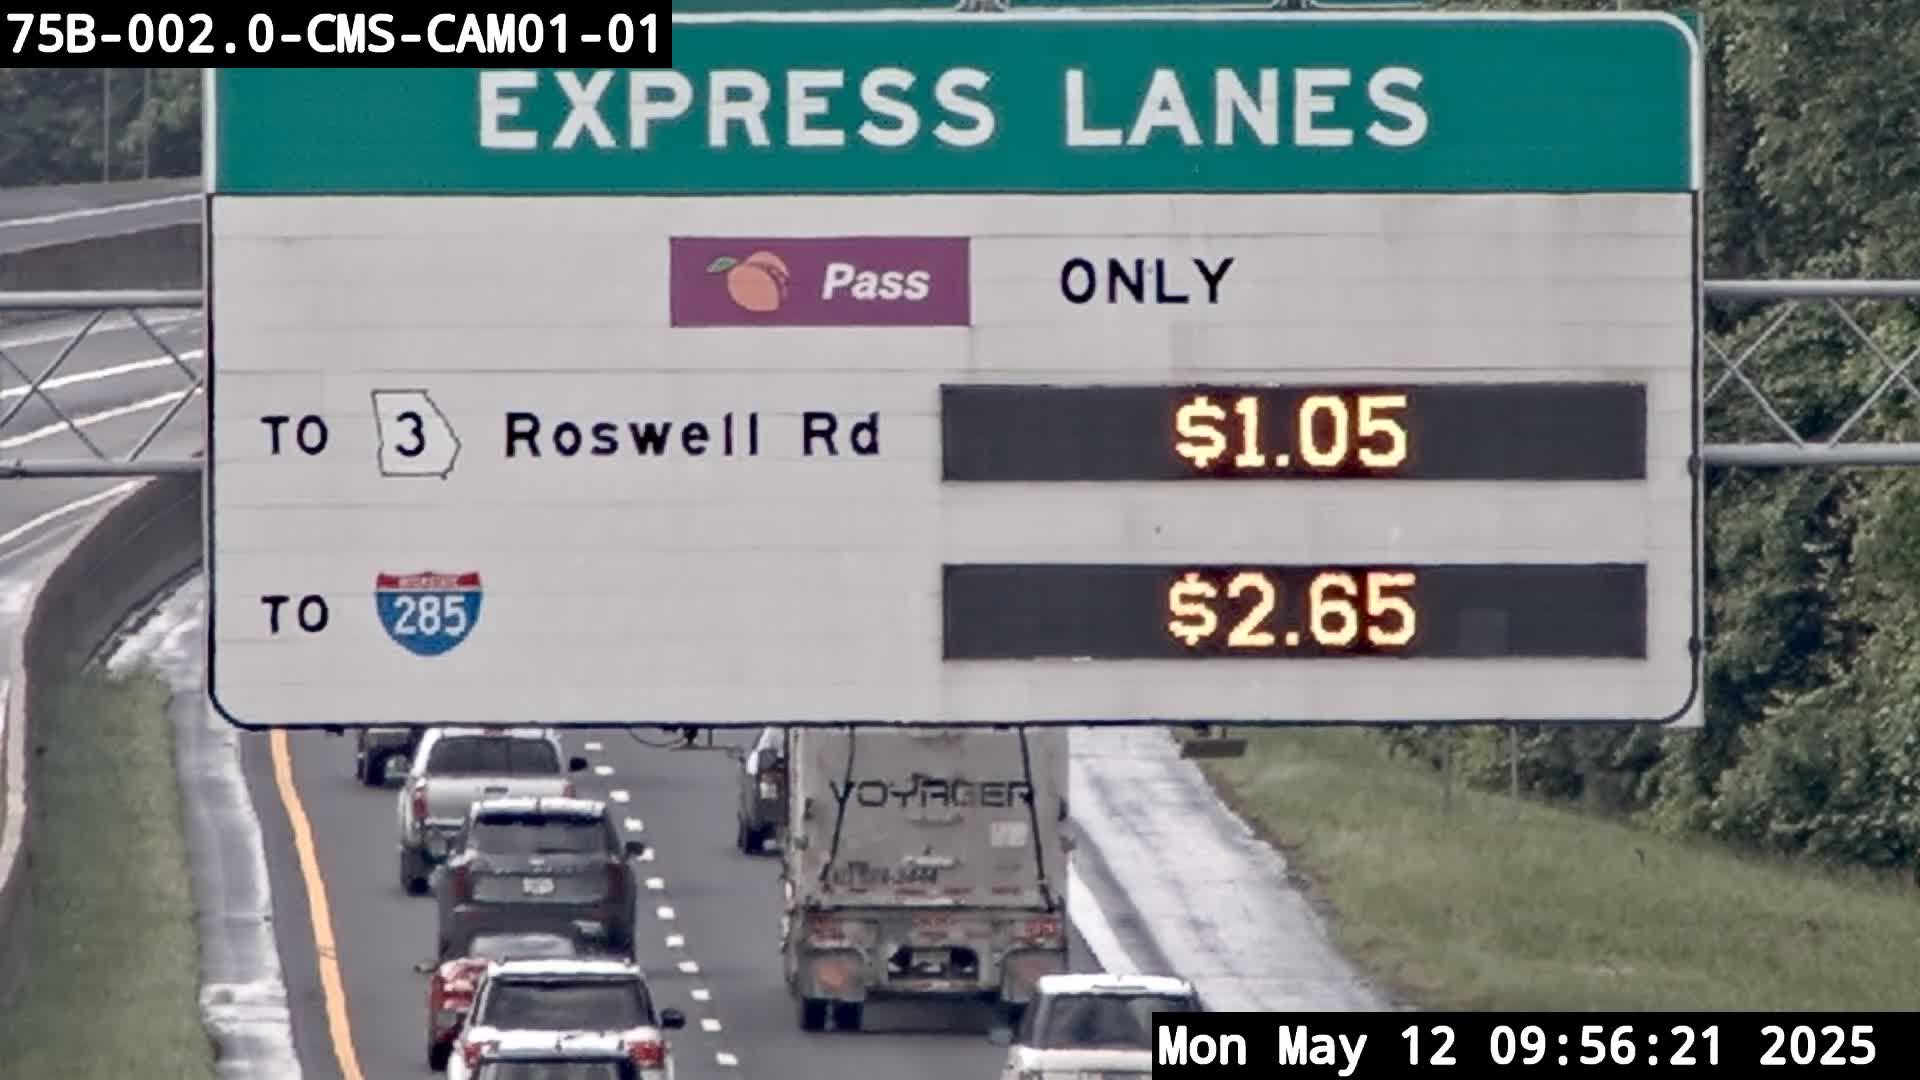 75B-002.0-CMS-CAM01-01
EXPRESS LANES
Pass ONLY
TO 3 Roswell Rd $1.05
TO 285 $2.65
VOYAGER
Mon May 12 09:56:21 2025